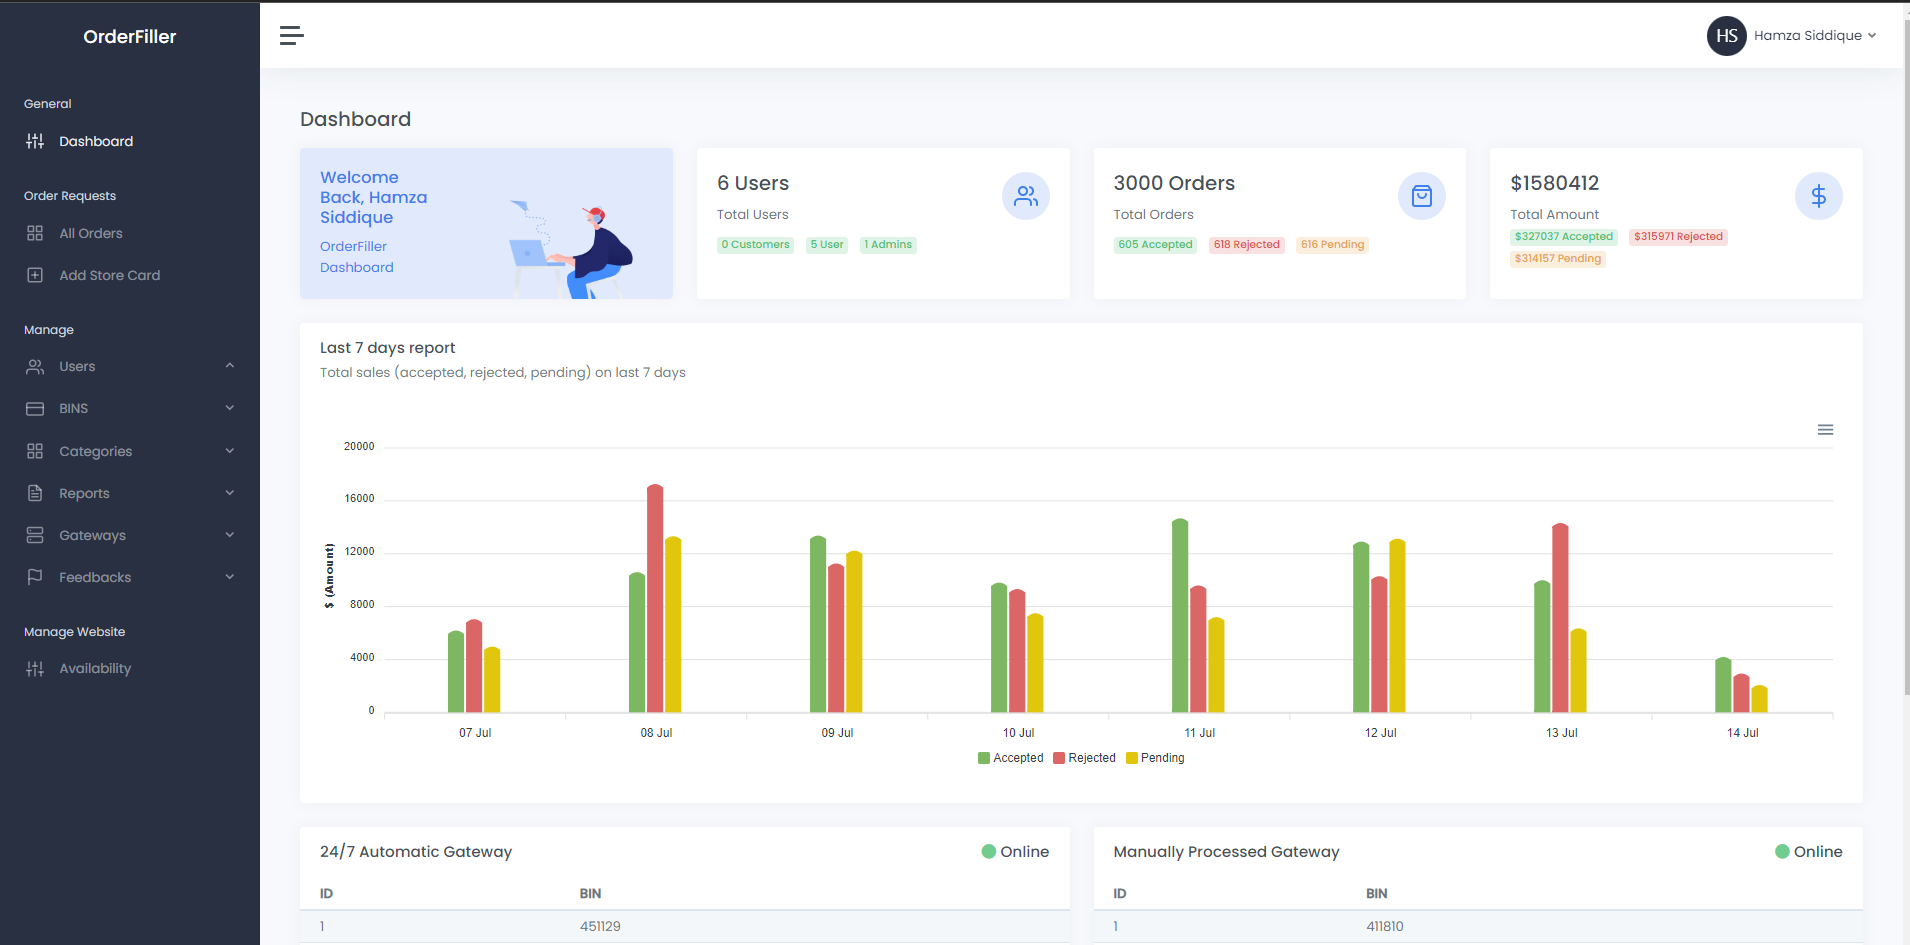 OrderFiller
General
Dashboard
Order Requests
All Orders
Add Store Card
Manage
Users
BINS
Categories
Reports
Gateways
Feedbacks
Manage Website
Availability
HS Hamza Siddique
Dashboard
Welcome
Back, Hamza
Siddique
OrderFiller
Dashboard
6 Users
Total Users
0 Customers 5 User 1 Admins
3000 Orders
Total Orders
605 Accepted 618 Rejected 616 Pending
$1580412
Total Amount
$327037 Accepted $315971 Rejected
$314157 Pending
Last 7 days report
Total sales (accepted, rejected, pending) on last 7 days
$ (Amount)
20000
16000
12000
8000
4000
0
07 Jul 08 Jul 09 Jul 10 Jul 11 Jul 12 Jul 13 Jul 14 Jul
Accepted Rejected Pending
24/7 Automatic Gateway Online
ID BIN
1 451129
Manually Processed Gateway Online
ID BIN
1 411810